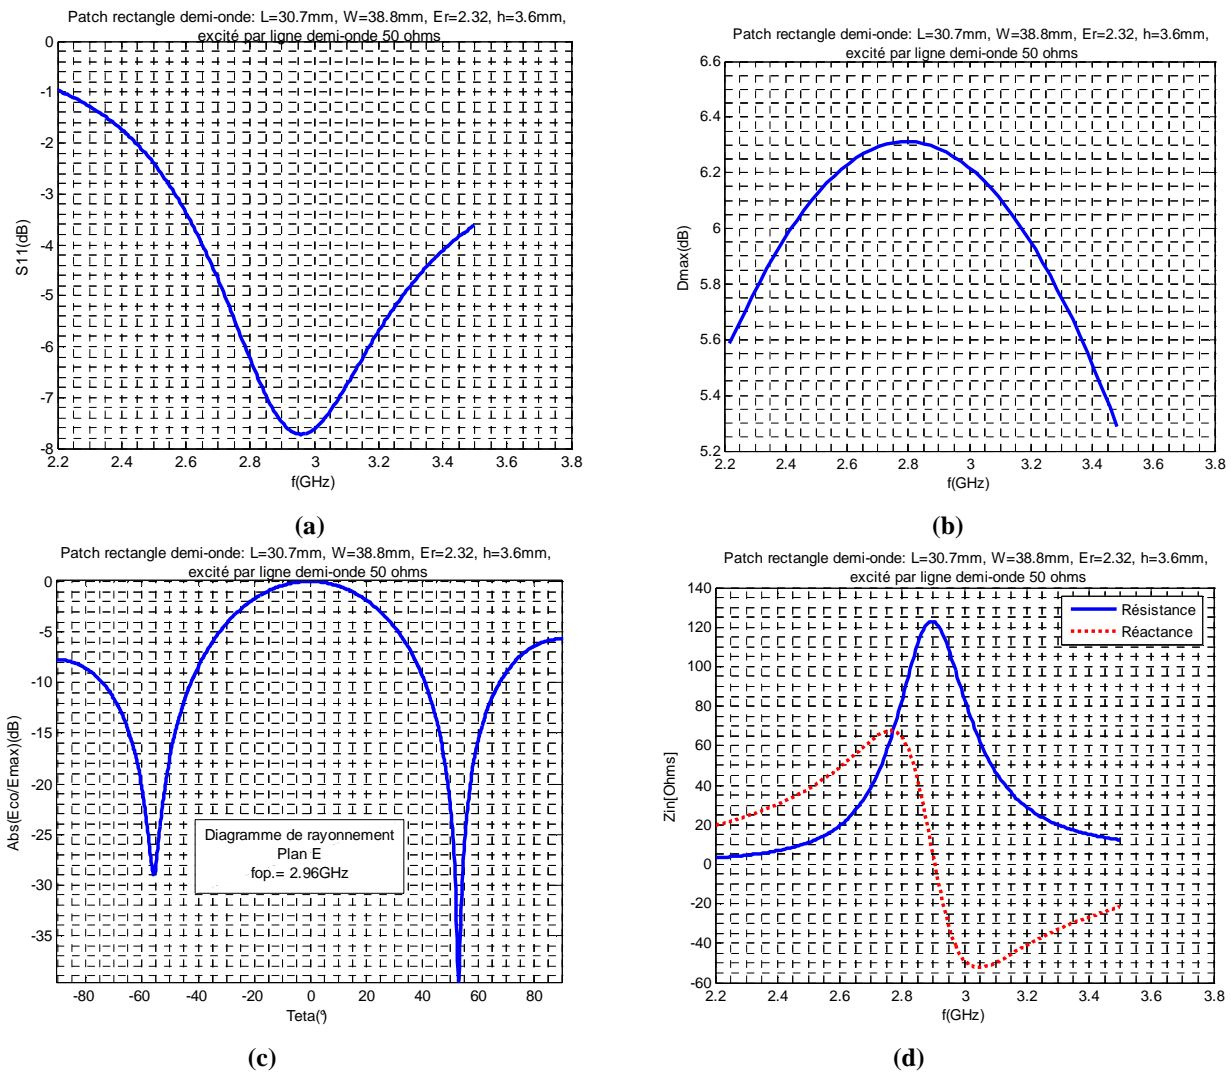 Patch rectangle demi-onde: L=30.7mm, W=38.8mm, Er=2.32, h=3.6mm,
excité par ligne demi-onde 50 ohms
0
-1
-2
-3
-4
-5
-6
-7
-8
S11(dB)
2.2 2.4 2.6 2.8 3 3.2 3.4 3.6 3.8
f(GHz)
(a)
Patch rectangle demi-onde: L=30.7mm, W=38.8mm, Er=2.32, h=3.6mm,
excité par ligne demi-onde 50 ohms
6.6
6.4
6.2
6
5.8
5.6
5.4
5.2
Dmax(dB)
2.2 2.4 2.6 2.8 3 3.2 3.4 3.6 3.8
f(GHz)
(b)
Patch rectangle demi-onde: L=30.7mm, W=38.8mm, Er=2.32, h=3.6mm,
excité par ligne demi-onde 50 ohms
0
-5
-10
-15
-20
-25
-30
-35
Abs(Eco/Emax)(dB)
Diagramme de rayonnement
Plan E
fop.= 2.96GHz
-80 -60 -40 -20 0 20 40 60 80
Teta(º)
(c)
Patch rectangle demi-onde: L=30.7mm, W=38.8mm, Er=2.32, h=3.6mm,
excité par ligne demi-onde 50 ohms
140
120
100
80
60
40
20
0
-20
-40
-60
Zin[Ohms]
Résistance
Réactance
2.2 2.4 2.6 2.8 3 3.2 3.4 3.6 3.8
f(GHz)
(d)